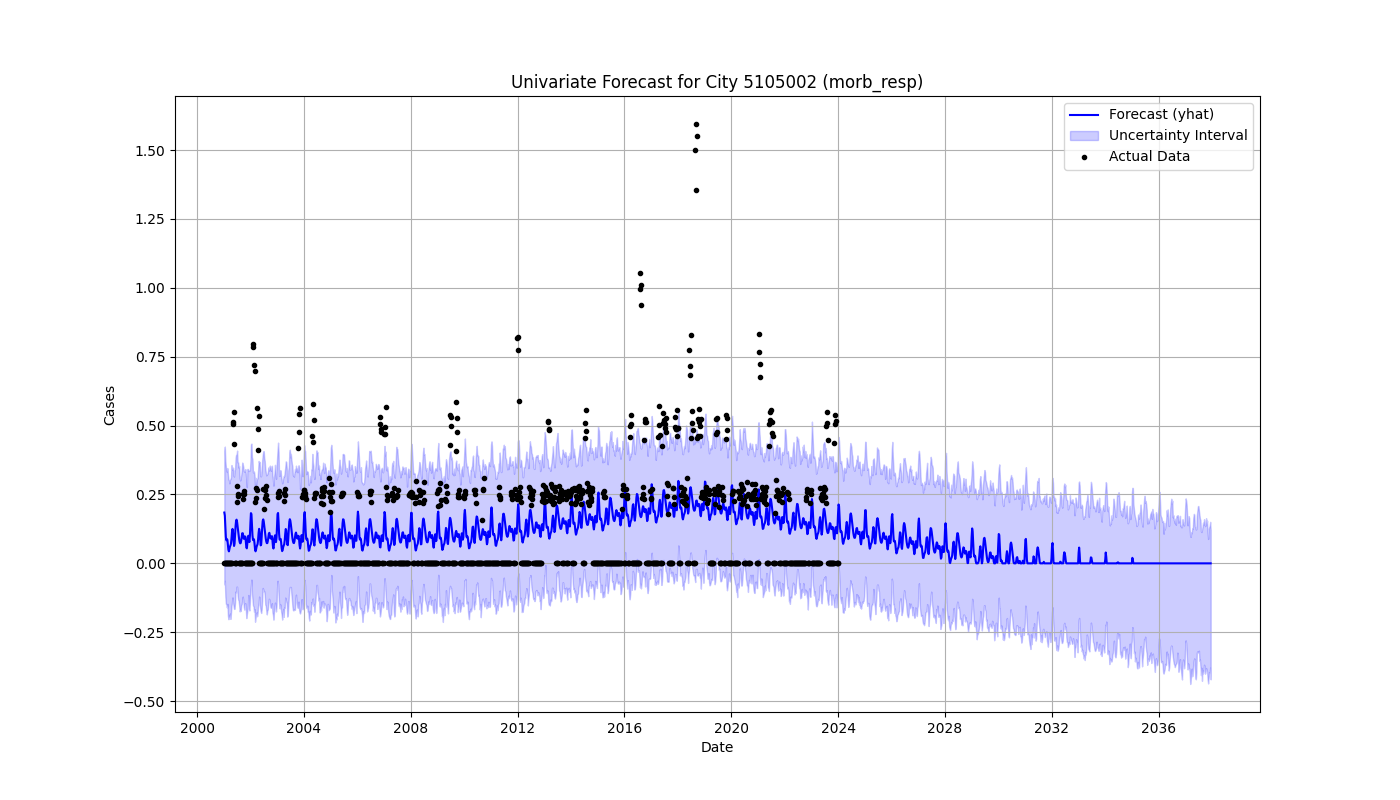 Univariate Forecast for City 5105002 (morb_resp)
Forecast (yhat)
Uncertainty Interval
Actual Data
Cases
1.50
1.25
1.00
0.75
0.50
0.25
0.00
−0.25
−0.50
2000 2004 2008 2012 2016 2020 2024 2028 2032 2036
Date